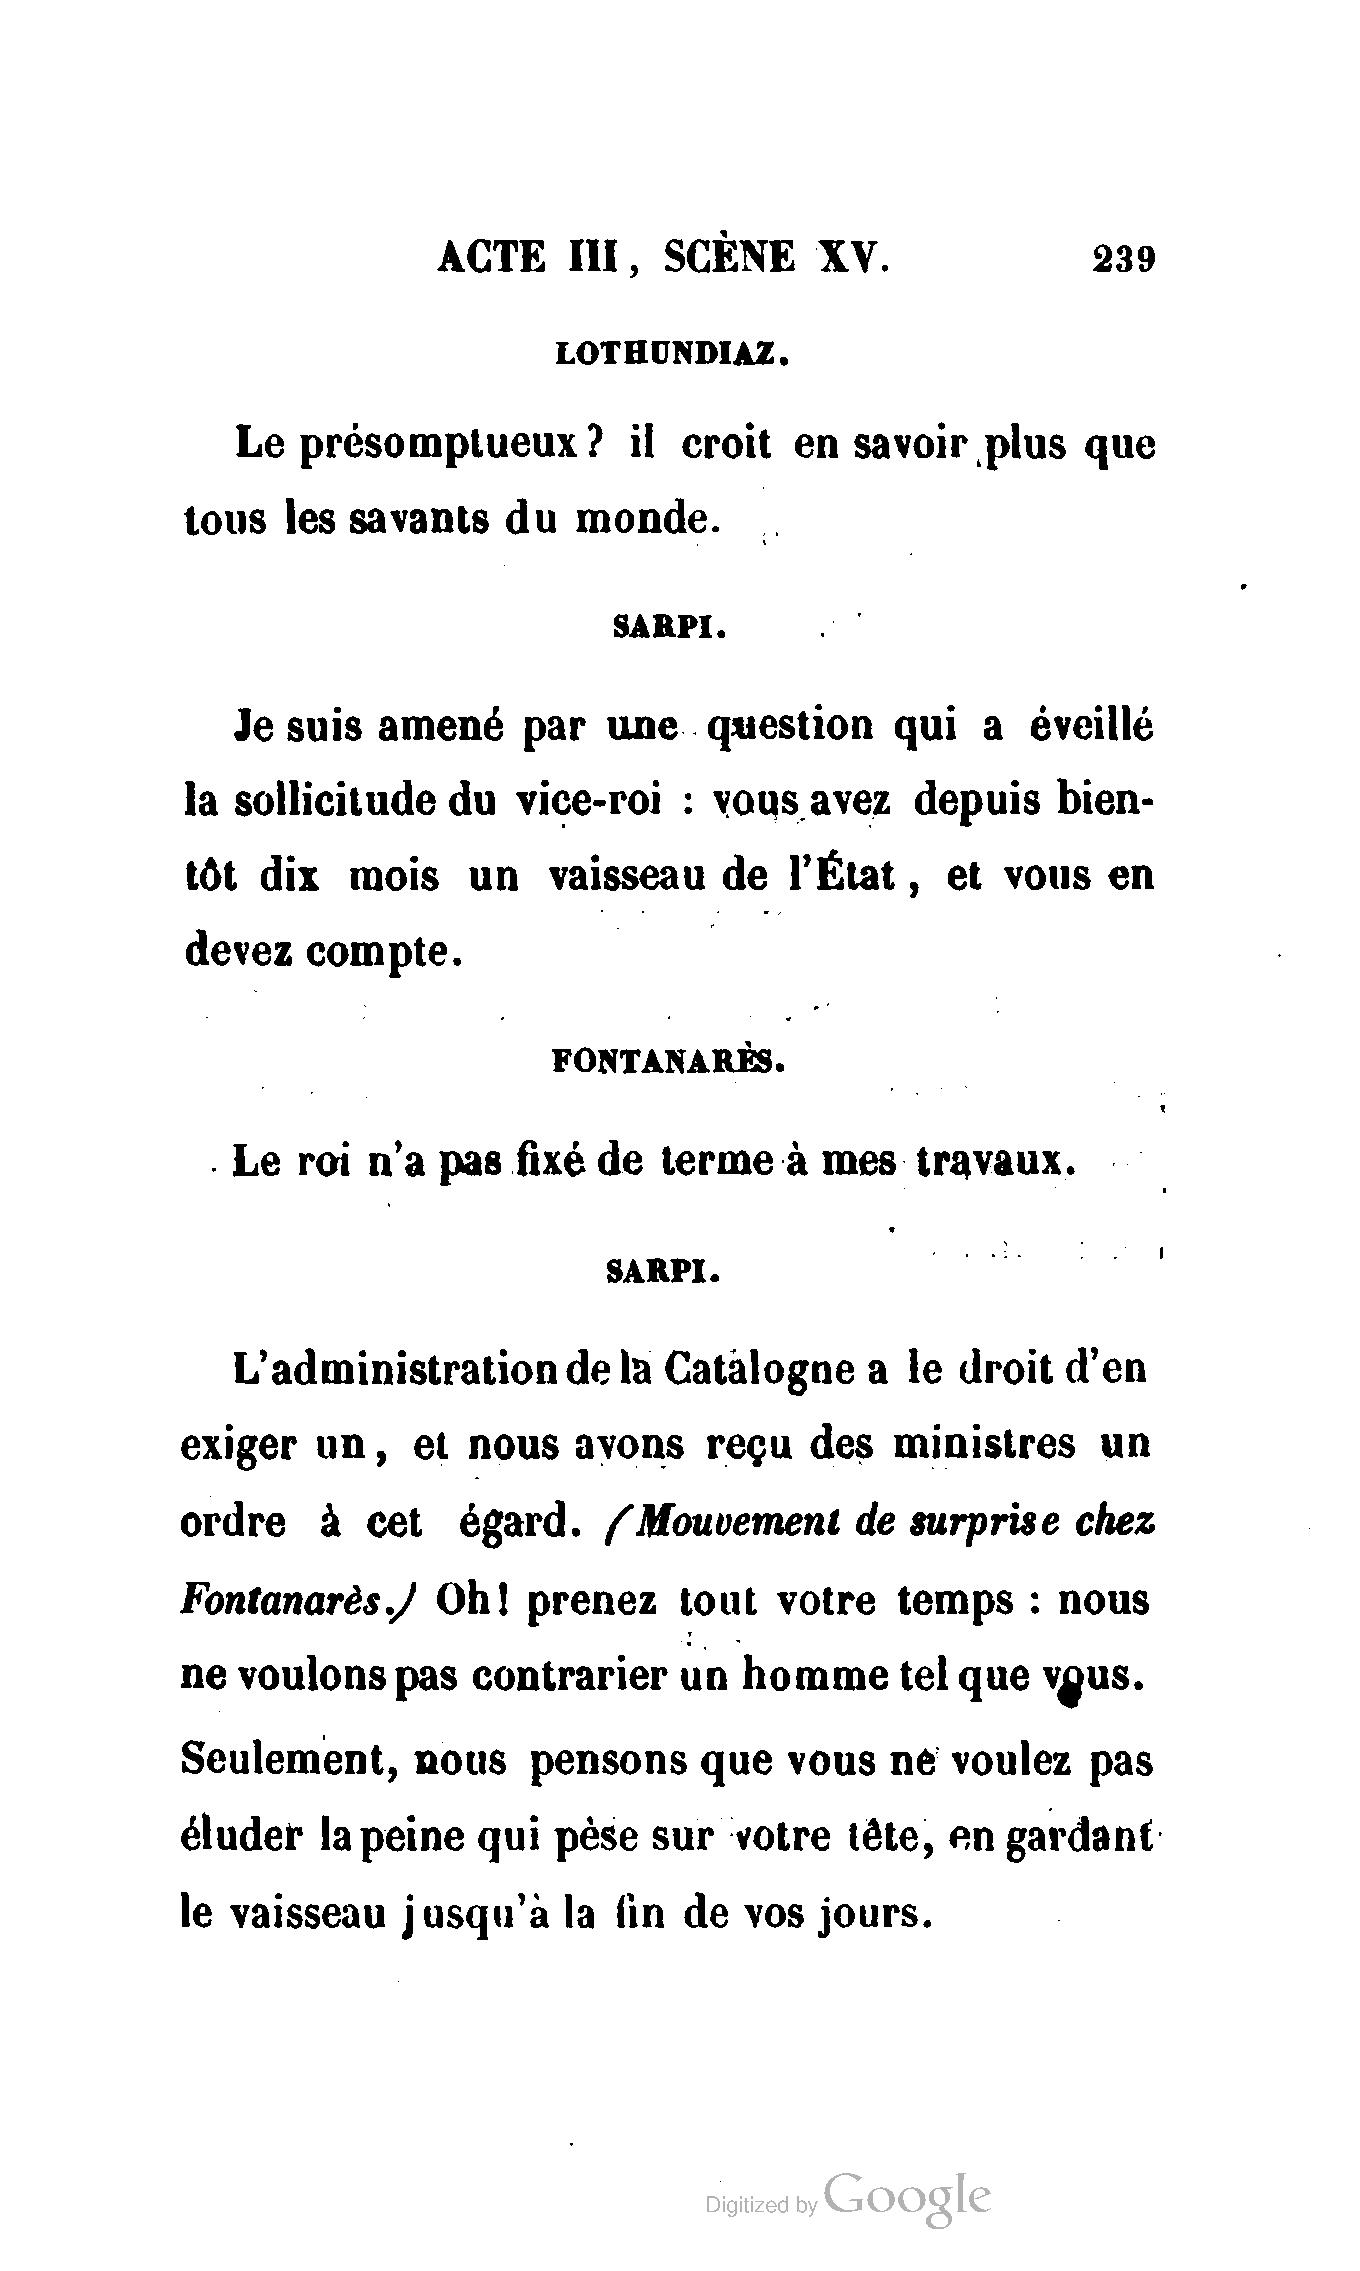 ACTE III, SCÈNE XV. 239
LOTHUNDIAZ.
Le présomptueux? il croit en savoir plus que
tous les savants du monde.
SARPI.
Je suis amené par une question qui a éveillé
la sollicitude du vice-roi : vous avez depuis bien-
tôt dix mois un vaisseau de l'État, et vous en
devez compte.
FONTANARÈS.
Le roi n'a pas fixé de terme à mes travaux.
SARPI.
L'administration de la Catalogne a le droit d'en
exiger un, et nous avons reçu des ministres un
ordre à cet égard. (Mouvement de surprise chez
Fontanarès.) Oh! prenez tout votre temps : nous
ne voulons pas contrarier un homme tel que vous.
Seulement, nous pensons que vous ne voulez pas
éluder la peine qui pèse sur votre tête, en gardant
le vaisseau jusqu'à la fin de vos jours.
Digitized by Google